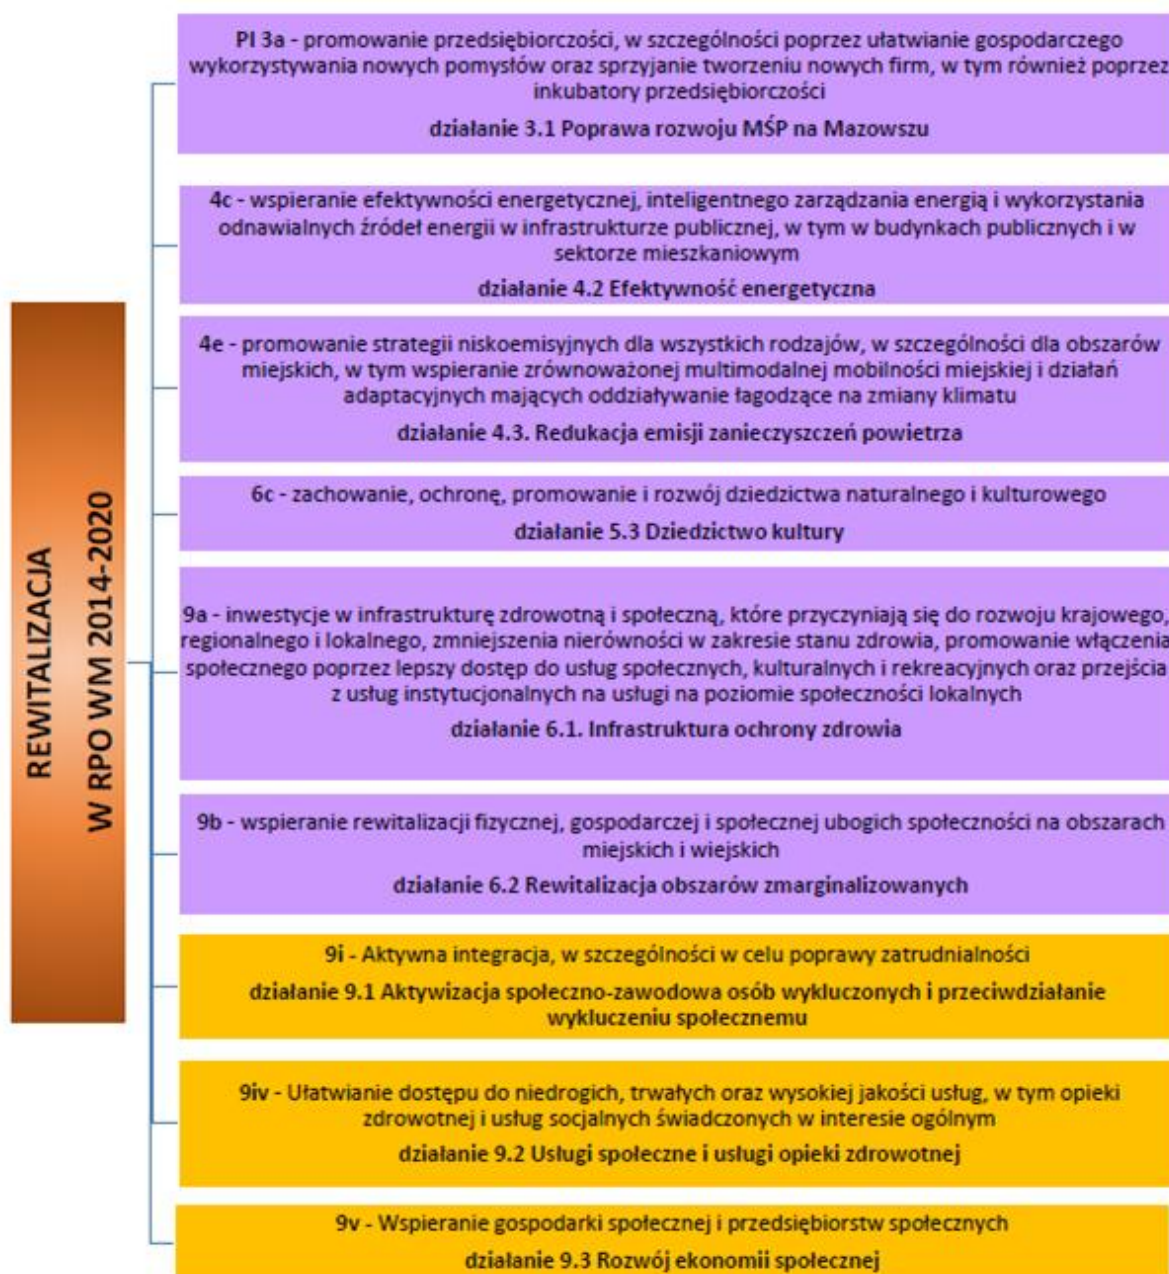 REWITALIZACJA
W RPO WM 2014-2020
PI 3a - promowanie przedsiębiorczości, w szczególności poprzez ułatwianie gospodarczego
wykorzystywania nowych pomysłów oraz sprzyjanie tworzeniu nowych firm, w tym również poprzez
inkubatory przedsiębiorczości
działanie 3.1 Poprawa rozwoju MŚP na Mazowszu
4c - wspieranie efektywności energetycznej, inteligentnego zarządzania energią i wykorzystania
odnawialnych źródeł energii w infrastrukturze publicznej, w tym w budynkach publicznych i w
sektorze mieszkaniowym
działanie 4.2 Efektywność energetyczna
4e - promowanie strategii niskoemisyjnych dla wszystkich rodzajów, w szczególności dla obszarów
miejskich, w tym wspieranie zrównoważonej multimodalnej mobilności miejskiej i działań
adaptacyjnych mających oddziaływanie łagodzące na zmiany klimatu
działanie 4.3. Redukacja emisji zanieczyszczeń powietrza
6c - zachowanie, ochronę, promowanie i rozwój dziedzictwa naturalnego i kulturowego
działanie 5.3 Dziedzictwo kultury
9a - inwestycje w infrastrukturę zdrowotną i społeczną, które przyczyniają się do rozwoju krajowego,
regionalnego i lokalnego, zmniejszenia nierówności w zakresie stanu zdrowia, promowanie włączenia
społecznego poprzez lepszy dostęp do usług społecznych, kulturalnych i rekreacyjnych oraz przejścia
z usług instytucjonalnych na usługi na poziomie społeczności lokalnych
działanie 6.1. Infrastruktura ochrony zdrowia
9b - wspieranie rewitalizacji fizycznej, gospodarczej i społecznej ubogich społeczności na obszarach
miejskich i wiejskich
działanie 6.2 Rewitalizacja obszarów zmarginalizowanych
9i - Aktywna integracja, w szczególności w celu poprawy zatrudnialności
działanie 9.1 Aktywizacja społeczno-zawodowa osób wykluczonych i przeciwdziałanie
wykluczeniu społecznemu
9iv - Ułatwianie dostępu do niedrogich, trwałych oraz wysokiej jakości usług, w tym opieki
zdrowotnej i usług socjalnych świadczonych w interesie ogólnym
działanie 9.2 Usługi społeczne i usługi opieki zdrowotnej
9v - Wspieranie gospodarki społecznej i przedsiębiorstw społecznych
działanie 9.3 Rozwój ekonomii społecznej